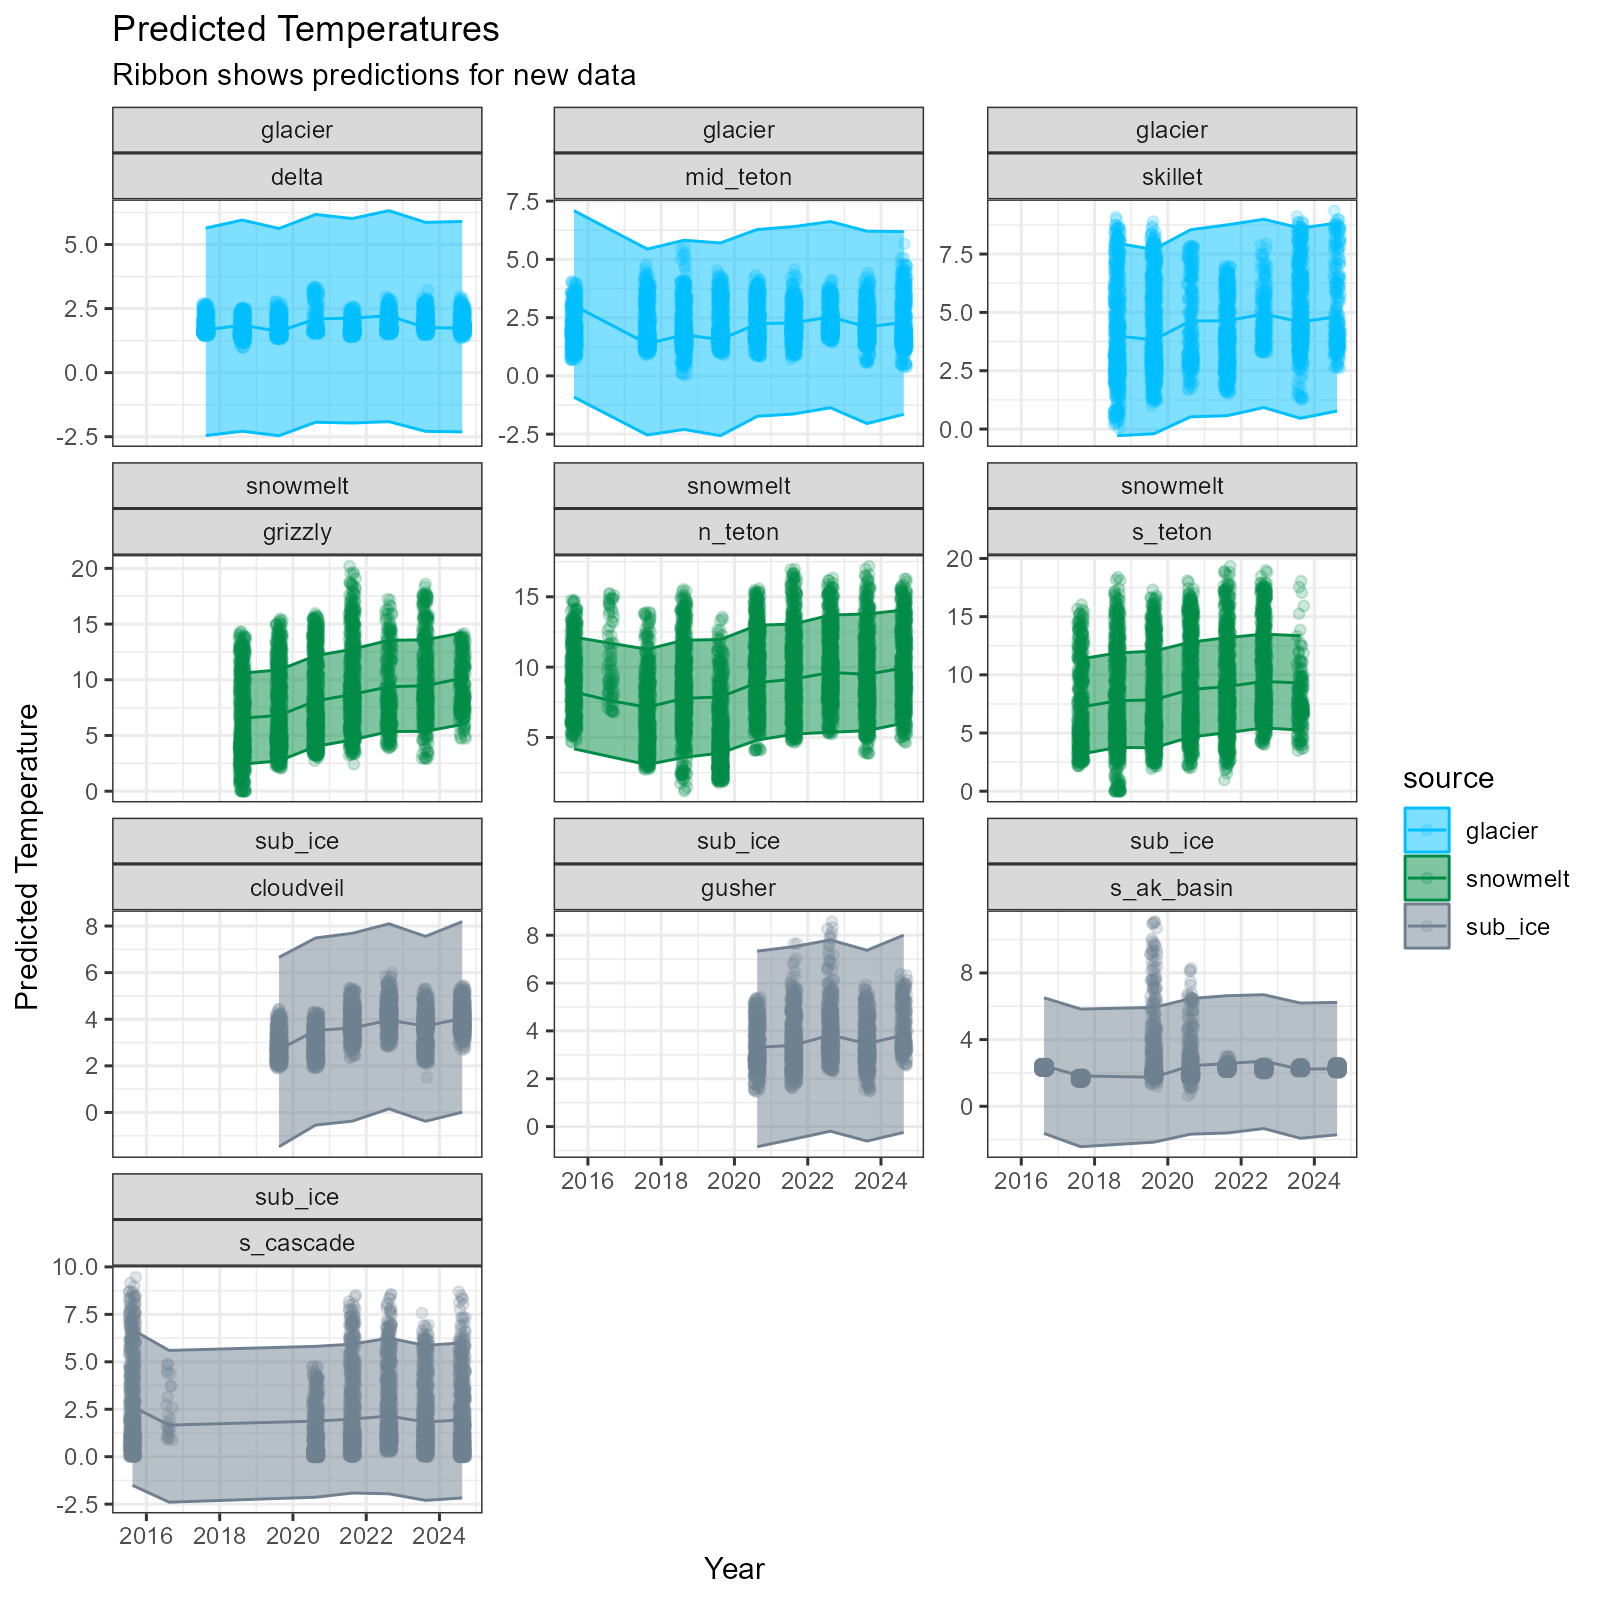 Predicted Temperatures
Ribbon shows predictions for new data
glacier
glacier
glacier
delta
mid_teton
skillet
5.0
2.5
0.0
-2.5
7.5
5.0
2.5
0.0
-2.5
7.5
5.0
2.5
0.0
snowmelt
snowmelt
snowmelt
grizzly
n_teton
s_teton
20
15
10
5
0
15
10
5
20
15
10
5
0
sub_ice
sub_ice
sub_ice
cloudveil
gusher
s_ak_basin
8
6
4
2
0
8
6
4
2
0
8
4
0
2016 2018 2020 2022 2024
2016 2018 2020 2022 2024
sub_ice
s_cascade
10.0
7.5
5.0
2.5
0.0
-2.5
2016 2018 2020 2022 2024
Year
Predicted Temperature
source
glacier
snowmelt
sub_ice